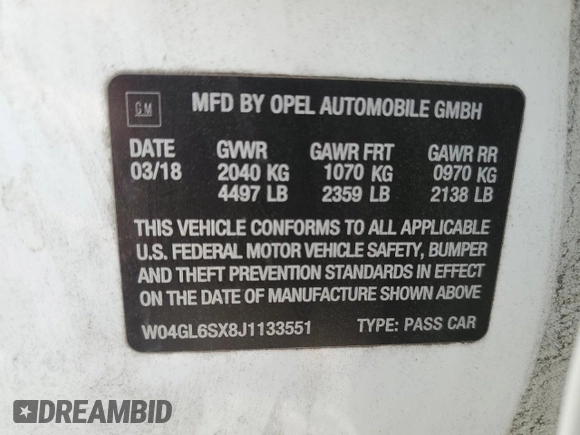 GM
MFD BY OPEL AUTOMOBILE GMBH
DATE GVWR GAWR FRT GAWR RR
03/18 2040 KG 1070 KG 0970 KG
4497 LB 2359 LB 2138 LB
THIS VEHICLE CONFORMS TO ALL APPLICABLE
U.S. FEDERAL MOTOR VEHICLE SAFETY, BUMPER
AND THEFT PREVENTION STANDARDS IN EFFECT
ON THE DATE OF MANUFACTURE SHOWN ABOVE
W04GL6SX8J1133551 TYPE: PASS CAR
DREAMBID